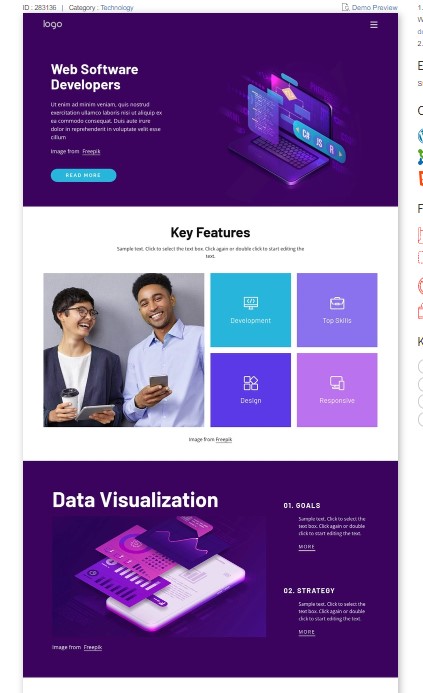 ID : 283136 | Category : Technology
Demo Preview
logo
Web Software
Developers
Ut enim ad minim veniam, quis nostrud
exercitation ullamco laboris nisi ut aliquip ex
ea commodo consequat. Duis aute irure
dolor in reprehenderit in voluptate velit esse
cillum
Image from Freepik
READ MORE
C#
JS
R
Key Features
Sample text. Click to select the text box. Click again or double click to start editing the
text.
Development
Top Skills
Design
Responsive
Image from Freepik
Data Visualization
01. GOALS
Sample text. Click to select the
text box. Click again or double
click to start editing the text.
MORE
02. STRATEGY
Sample text. Click to select the
text box. Click again or double
click to start editing the text.
MORE
Image from Freepik